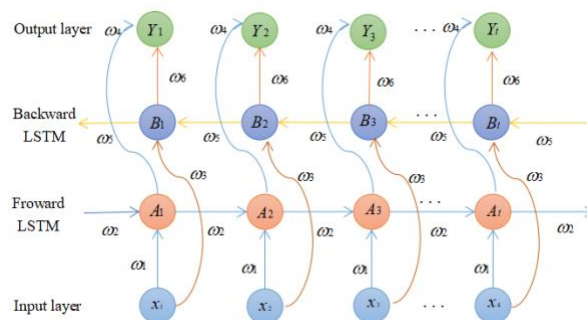 Output layer ω4 Y1 ω4 Y2 ω4 Y3 ... ω4 Yt
ω6 ω6 ω6 ω6
Backward LSTM B1 B2 B3 ... Bt
ω5 ω5 ω5 ω5 ω5
ω3 ω3 ω3 ω3
Froward LSTM A1 A2 A3 ... At
ω2 ω2 ω2 ω2 ω2
ω1 ω1 ω1 ω1
Input layer x1 x2 x3 ... x4